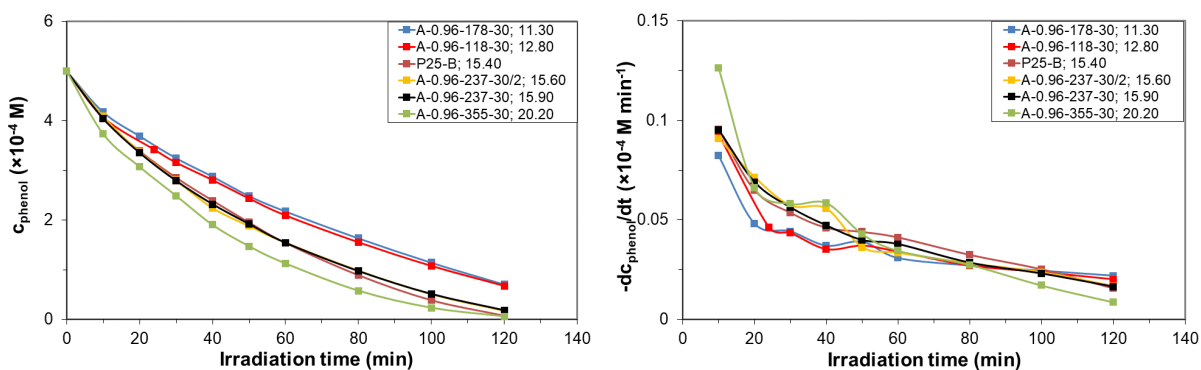 6
4
2
0
c_phenol (×10⁻⁴ M)
A-0.96-178-30; 11.30
A-0.96-118-30; 12.80
P25-B; 15.40
A-0.96-237-30/2; 15.60
A-0.96-237-30; 15.90
A-0.96-355-30; 20.20
0 20 40 60 80 100 120 140
Irradiation time (min)
0.15
0.1
0.05
0
-dc_phenol/dt (×10⁻⁴ M min⁻¹)
A-0.96-178-30; 11.30
A-0.96-118-30; 12.80
P25-B; 15.40
A-0.96-237-30/2; 15.60
A-0.96-237-30; 15.90
A-0.96-355-30; 20.20
0 20 40 60 80 100 120 140
Irradiation time (min)